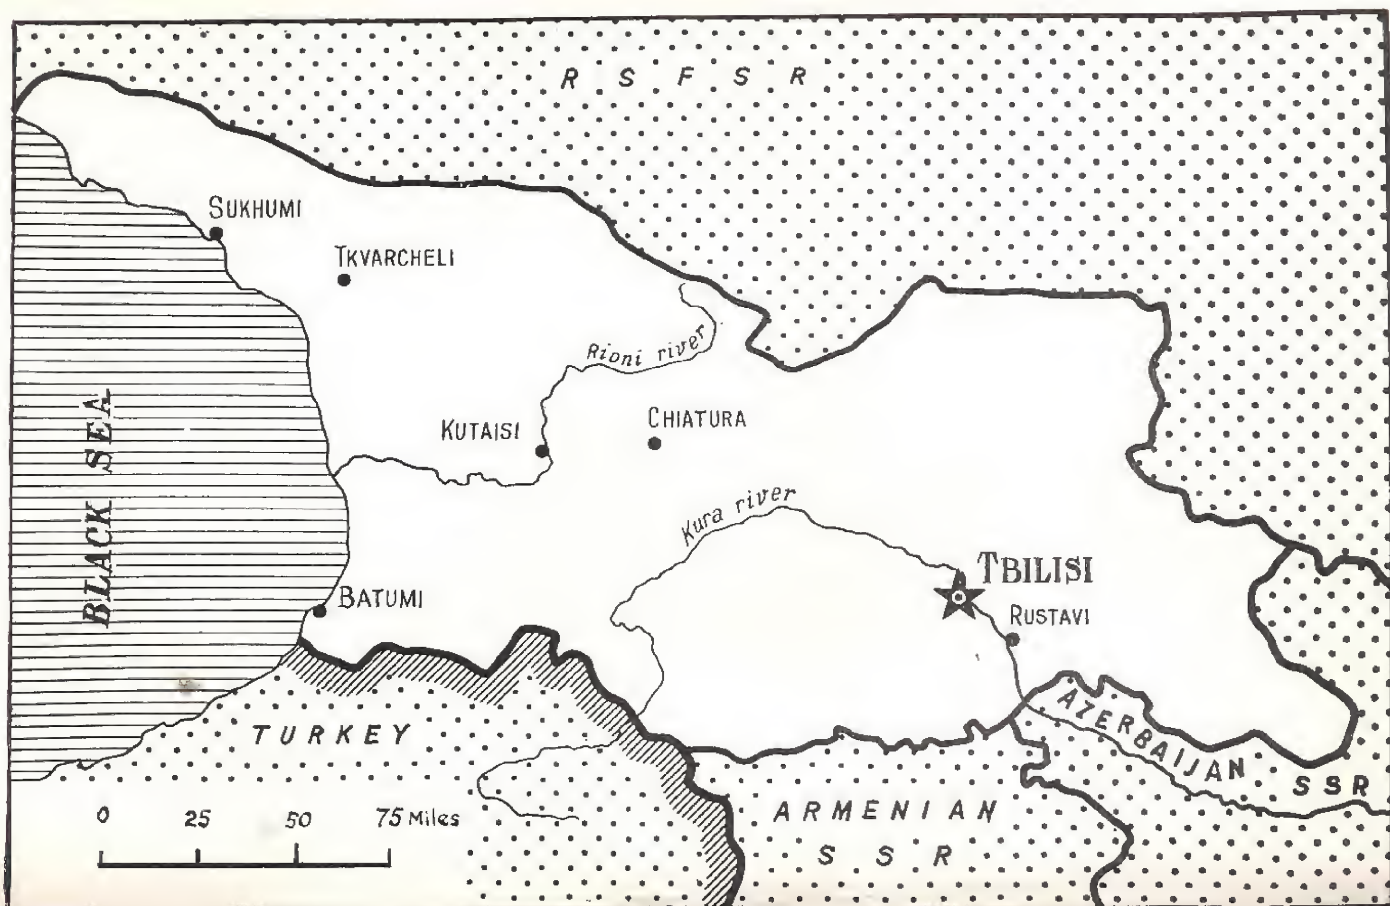 R S F S R
SUKHUMI
TKVARCHELI
Rioni river
BLACK SEA
KUTAISI
CHIATURA
Kura river
TBILISI
BATUMI
RUSTAVI
TURKEY
AZERBAIJAN
SSR
0 25 50 75 Miles
ARMENIAN
S S R